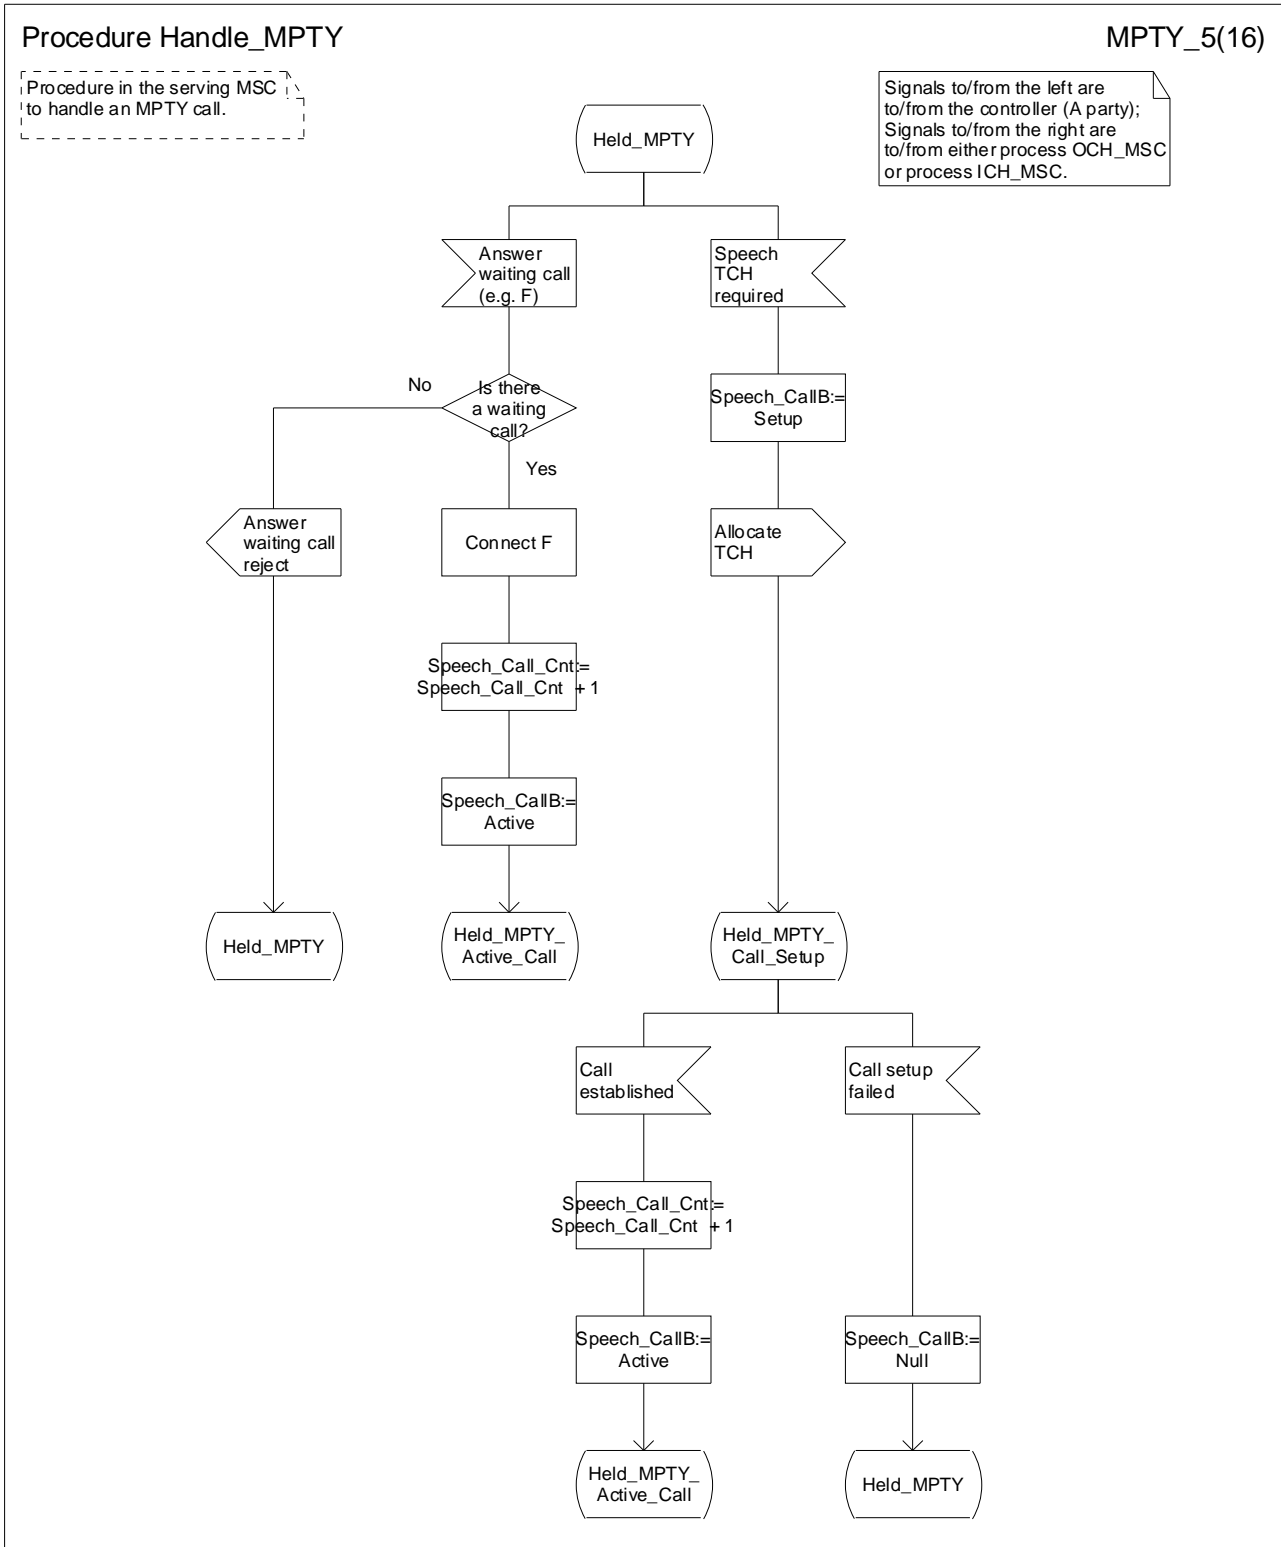 Procedure Handle_MPTY
MPTY_5(16)
Procedure in the serving MSC
to handle an MPTY call.
Signals to/from the left are
to/from the controller (A party);
Signals to/from the right are
to/from either process OCH_MSC
or process ICH_MSC.
Held_MPTY
Answer
waiting call
(e.g. F)
Speech
TCH
required
No
Is there
a waiting
call?
Yes
Speech_CallB:=
Setup
Answer
waiting call
reject
Connect F
Allocate
TCH
Speech_Call_Cnt:=
Speech_Call_Cnt + 1
Speech_CallB:=
Active
Held_MPTY
Held_MPTY_
Active_Call
Held_MPTY_
Call_Setup
Call
established
Call setup
failed
Speech_Call_Cnt:=
Speech_Call_Cnt + 1
Speech_CallB:=
Active
Speech_CallB:=
Null
Held_MPTY_
Active_Call
Held_MPTY